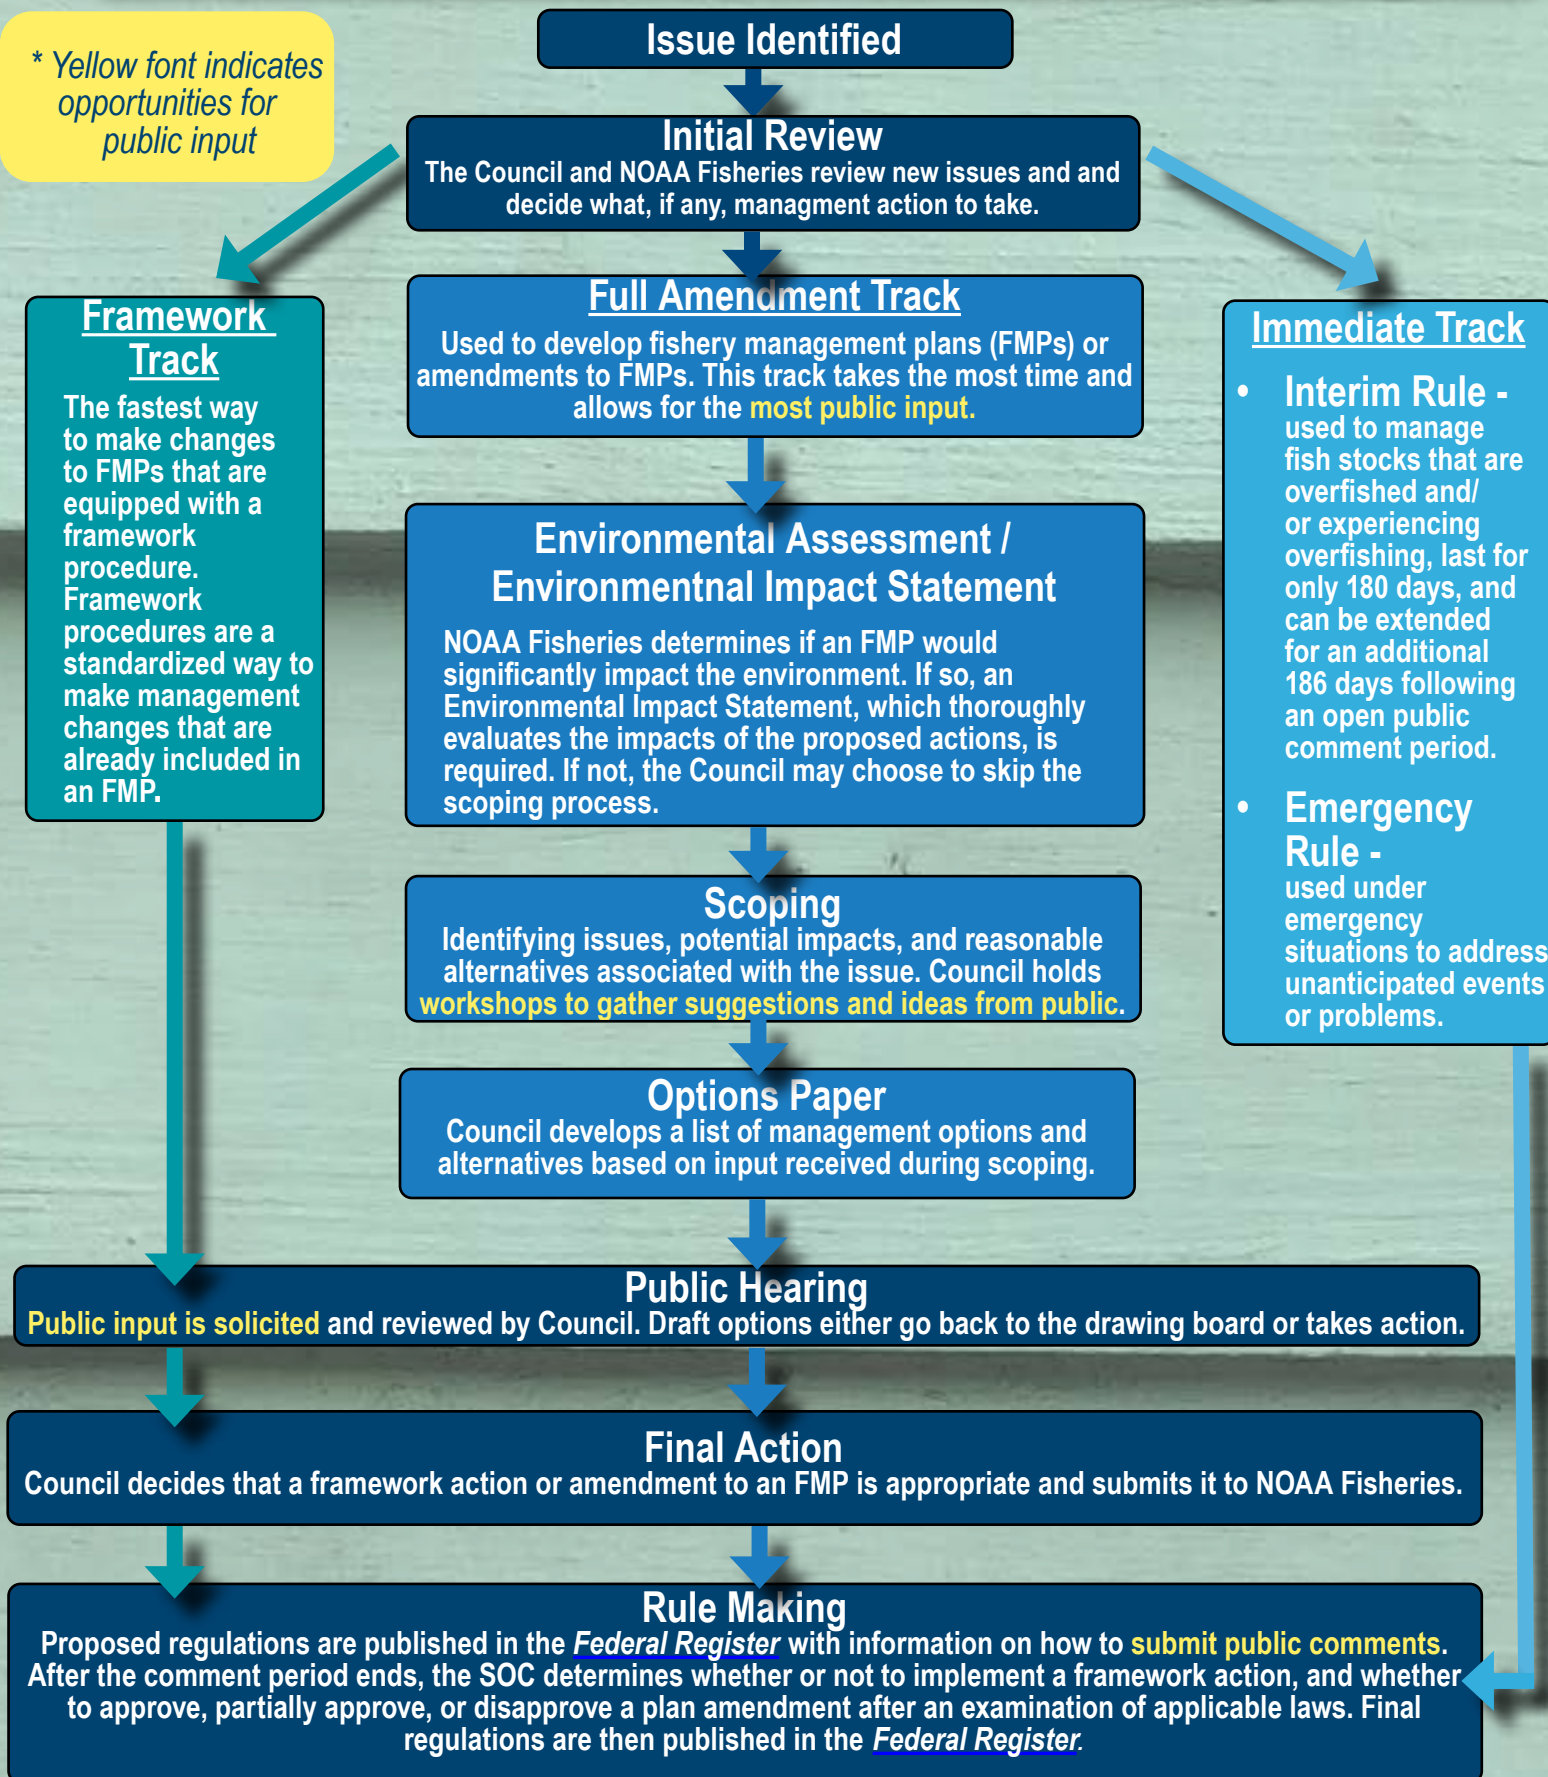 * Yellow font indicates
opportunities for
public input
Issue Identified
Initial Review
The Council and NOAA Fisheries review new issues and and
decide what, if any, managment action to take.
Framework
Track
The fastest way
to make changes
to FMPs that are
equipped with a
framework
procedure.
Framework
procedures are a
standardized way to
make management
changes that are
already included in
an FMP.
Full Amendment Track
Used to develop fishery management plans (FMPs) or
amendments to FMPs. This track takes the most time and
allows for the most public input.
Environmental Assessment /
Environmentnal Impact Statement
NOAA Fisheries determines if an FMP would
significantly impact the environment. If so, an
Environmental Impact Statement, which thoroughly
evaluates the impacts of the proposed actions, is
required. If not, the Council may choose to skip the
scoping process.
Scoping
Identifying issues, potential impacts, and reasonable
alternatives associated with the issue. Council holds
workshops to gather suggestions and ideas from public.
Options Paper
Council develops a list of management options and
alternatives based on input received during scoping.
Immediate Track
• Interim Rule -
used to manage
fish stocks that are
overfished and/
or experiencing
overfishing, last for
only 180 days, and
can be extended
for an additional
186 days following
an open public
comment period.
• Emergency
Rule -
used under
emergency
situations to address
unanticipated events
or problems.
Public Hearing
Public input is solicited and reviewed by Council. Draft options either go back to the drawing board or takes action.
Final Action
Council decides that a framework action or amendment to an FMP is appropriate and submits it to NOAA Fisheries.
Rule Making
Proposed regulations are published in the Federal Register with information on how to submit public comments.
After the comment period ends, the SOC determines whether or not to implement a framework action, and whether
to approve, partially approve, or disapprove a plan amendment after an examination of applicable laws. Final
regulations are then published in the Federal Register.